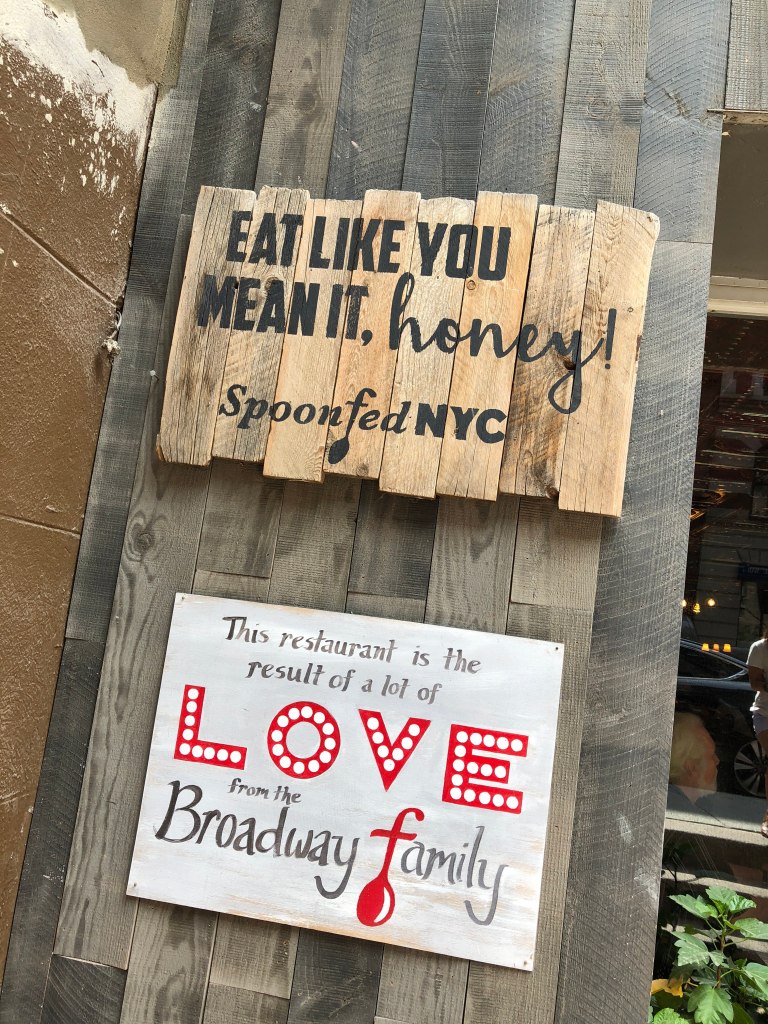 EAT LIKE YOU
MEAN IT, honey!
Spoonfed NYC
This restaurant is the
result of a lot of
LOVE
from the
Broadway family